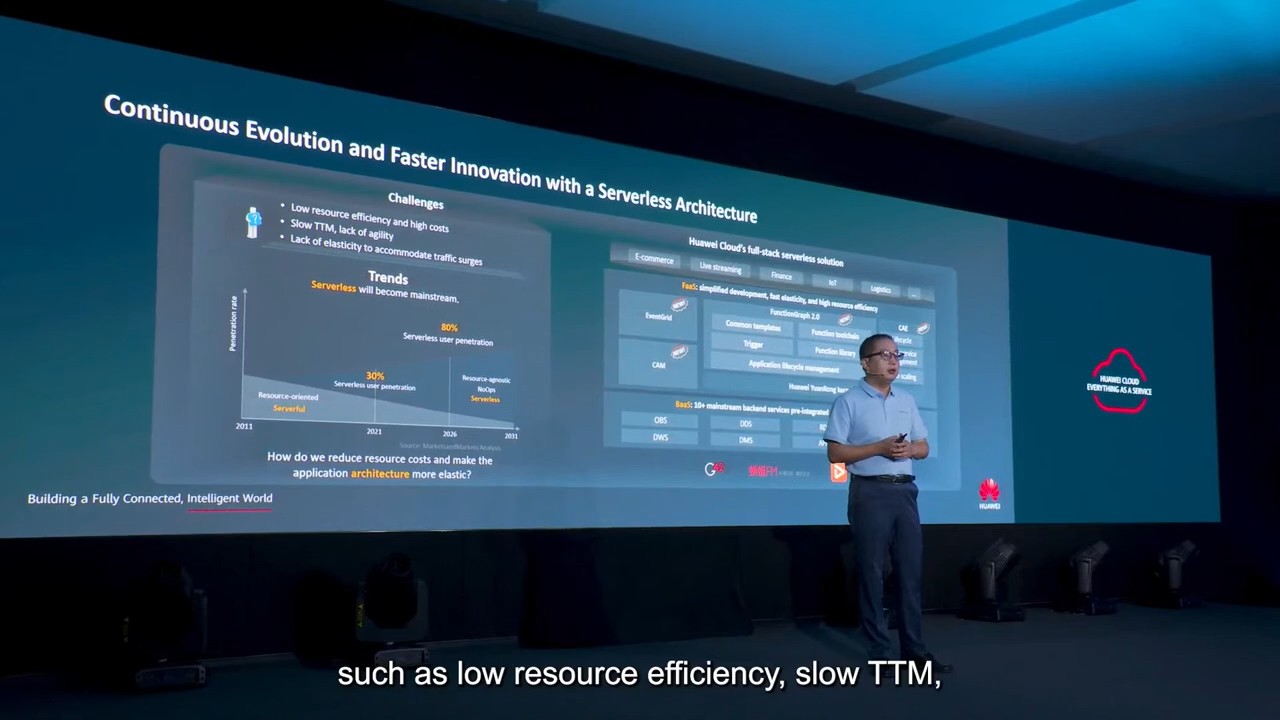 Continuous Evolution and Faster Innovation with a Serverless Architecture
Challenges
• Low resource efficiency and high costs
• Slow TTM, lack of agility
• Lack of elasticity to accommodate traffic surges
Trends
Serverless will become mainstream.
Penetration rate
80%
Serverless user penetration
30%
Serverless user penetration
Resource-oriented
Serverful
Resource-agnostic
NoOps
Serverless
2011
2021
2026
2031
Source: MarketsandMarkets Analysis
How do we reduce resource costs and make the
application architecture more elastic?
Huawei Cloud's full-stack serverless solution
E-commerce
Live streaming
Finance
IoT
Logistics
...
FaaS: simplified development, fast elasticity, and high resource efficiency
EventGrid
CAM
FunctionGraph 2.0
Common templates
Function toolchain
Trigger
Function library
Application lifecycle management
CAE
scaling
Huawei YuanRong
BaaS: 10+ mainstream backend services pre-integrated
OBS
DDS
DWS
DMS
Building a Fully Connected, Intelligent World
HUAWEI
HUAWEI CLOUD
EVERYTHING AS A SERVICE
such as low resource efficiency, slow TTM,